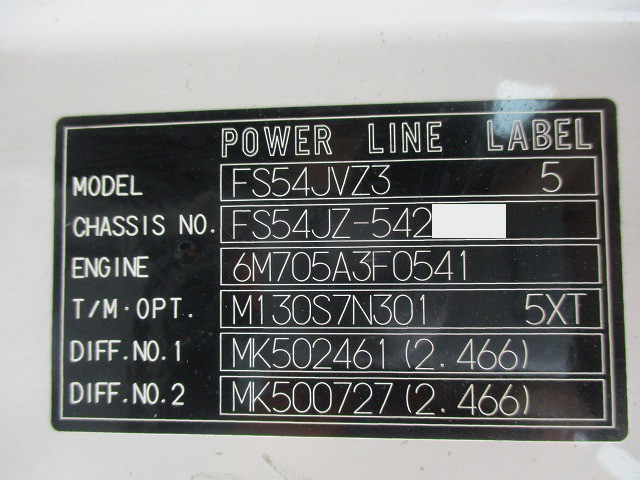 POWER LINE LABEL
MODEL FS54JVZ3 5
CHASSIS NO. FS54JZ-542
ENGINE 6M705A3F0541
T/M·OPT. M130S7N301 5XT
DIFF.NO.1 MK502461(2.466)
DIFF.NO.2 MK500727(2.466)